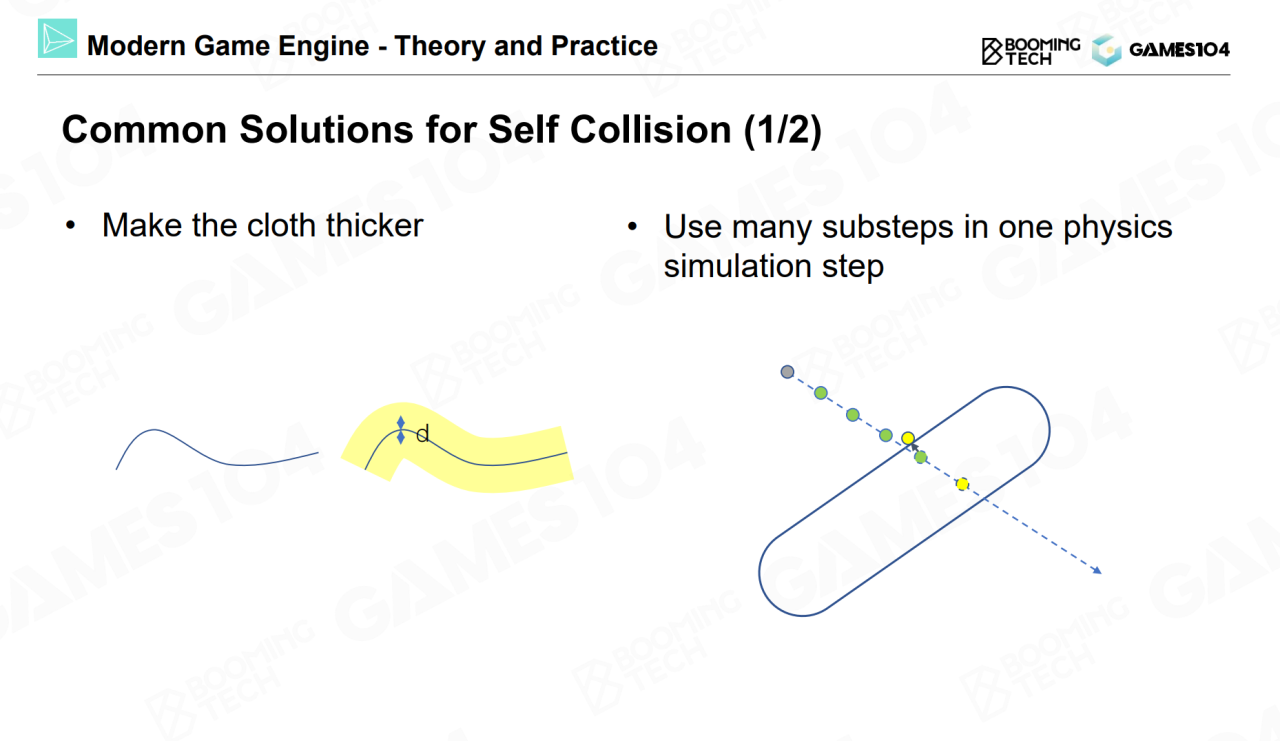 Modern Game Engine - Theory and Practice
BOOMING
TECH
GAMES104
Common Solutions for Self Collision (1/2)
• Make the cloth thicker
• Use many substeps in one physics
simulation step
d